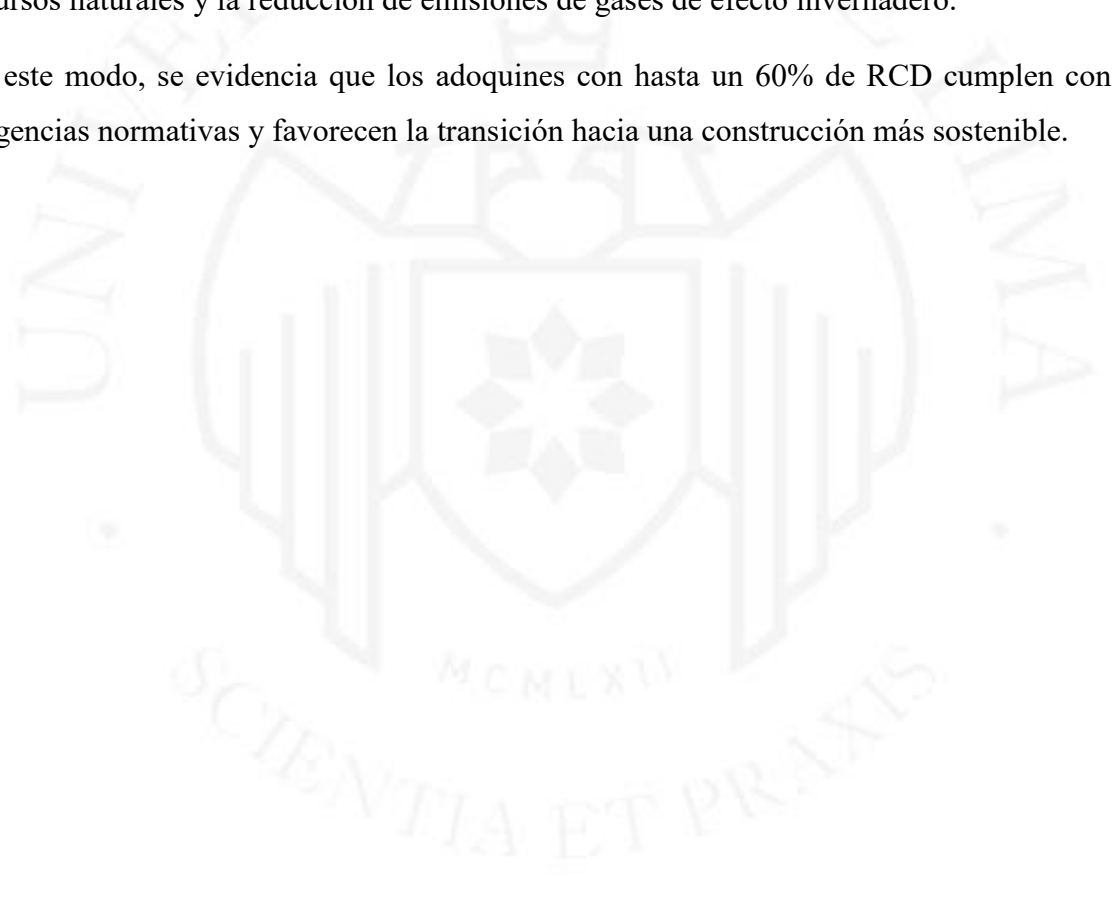 naturales y la reducción de emisiones de gases de efecto invernadero.
este modo, se evidencia que los adoquines con hasta un 60% de RCD cumplen con
normativas y favorecen la transición hacia una construcción más sostenible.
MCMLXII
SCIENTIA ET PRAXIS